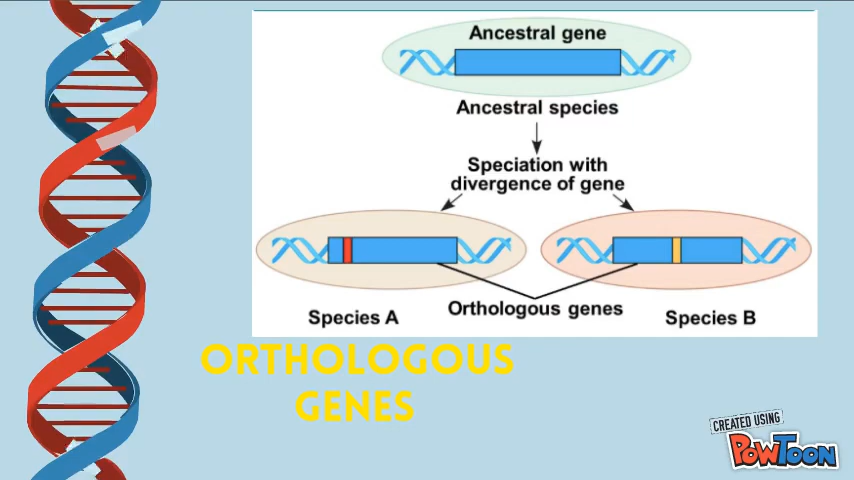 Ancestral gene
Ancestral species
Speciation with
divergence of gene
Orthologous genes
Species A
Species B
ORTHOLOGOUS
GENES
CREATED USING
POWTOON